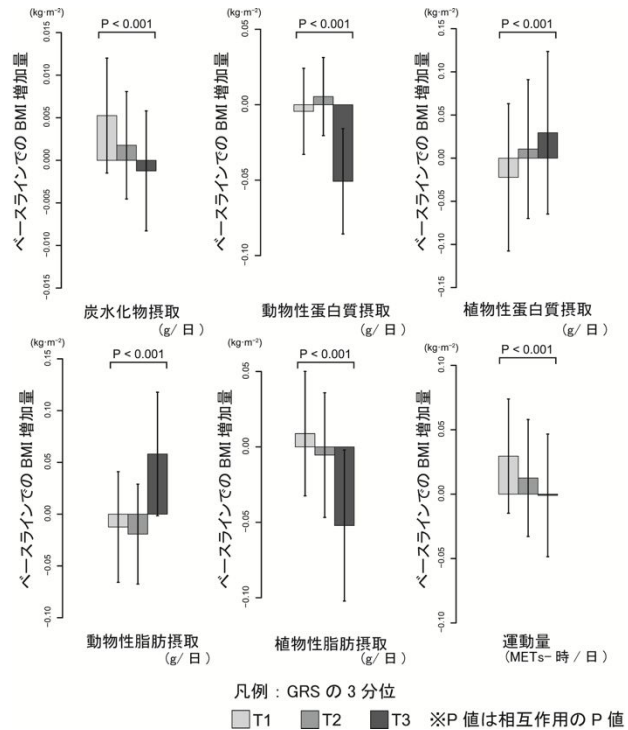 (kg·m⁻²)
P < 0.001
ベースラインでの BMI 増加量
0.015
0.010
0.005
0.000
-0.005
-0.010
-0.015
炭水化物摂取
(g/ 日)
(kg·m⁻²)
P < 0.001
ベースラインでの BMI 増加量
0.05
0.00
-0.05
-0.10
動物性蛋白質摂取
(g/ 日)
(kg·m⁻²)
P < 0.001
ベースラインでの BMI 増加量
0.15
0.10
0.05
0.00
-0.05
-0.10
-0.15
植物性蛋白質摂取
(g/ 日)
(kg·m⁻²)
P < 0.001
ベースラインでの BMI 増加量
0.15
0.10
0.05
0.00
-0.05
-0.10
動物性脂肪摂取
(g/ 日)
(kg·m⁻²)
P < 0.001
ベースラインでの BMI 増加量
0.05
0.00
-0.05
-0.10
植物性脂肪摂取
(g/ 日)
(kg·m⁻²)
P < 0.001
ベースラインでの BMI 増加量
0.10
0.05
0.00
-0.05
-0.10
運動量
(METs- 時 / 日)
凡例 : GRS の 3 分位
T1 T2 T3 ※P 値は相互作用の P 値